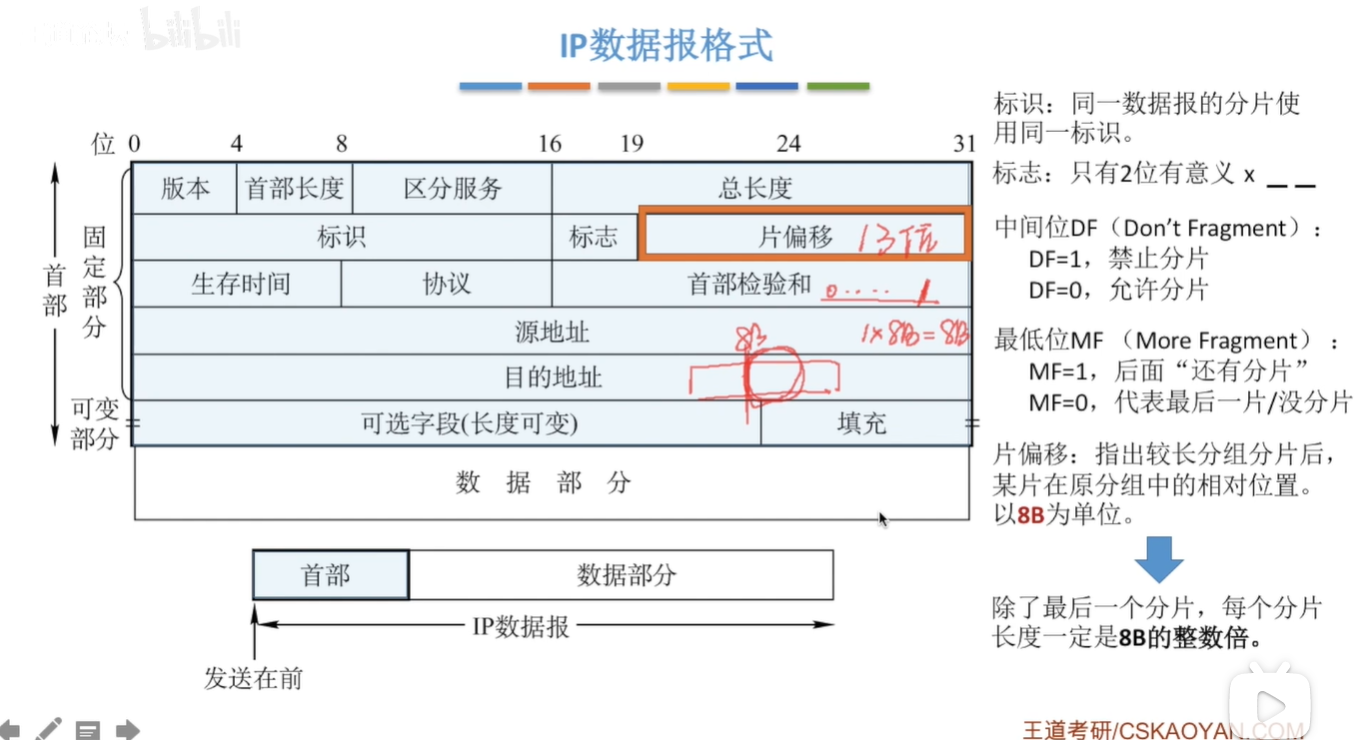 bilibili
IP数据报格式
位 0 4 8 16 19 24 31
版本 首部长度 区分服务 总长度
标识 标志 片偏移 13位
生存时间 协议 首部检验和 0....1
源地址 8B 1×8B=8B
目的地址
可选字段(长度可变) 填充
数 据 部 分
首部
固定部分
可变部分
首部 数据部分
IP数据报
发送在前
标识：同一数据报的分片使
用同一标识。
标志：只有2位有意义 x _ _
中间位DF（Don't Fragment）：
DF=1，禁止分片
DF=0，允许分片
最低位MF （More Fragment）：
MF=1，后面“还有分片”
MF=0，代表最后一片/没分片
片偏移：指出较长分组分片后，
某片在原分组中的相对位置。
以8B为单位。
除了最后一个分片，每个分片
长度一定是8B的整数倍。
王道考研/CSKAOYAN.COM